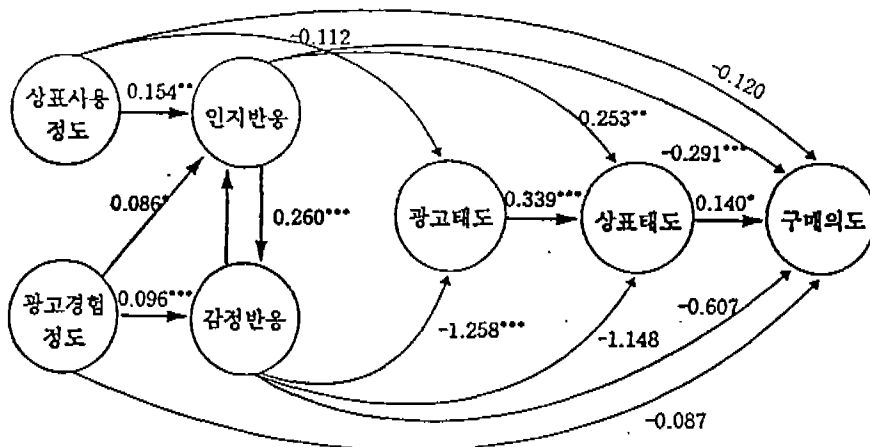 -0.112
-0.120
상표사용
정도
0.154**
인지반응
0.253**
-0.291***
0.086*
0.260***
광고태도
0.339***
상표태도
0.140*
구매의도
광고경험
정도
0.096***
감정반응
-1.258***
-1.148
-0.607
-0.087